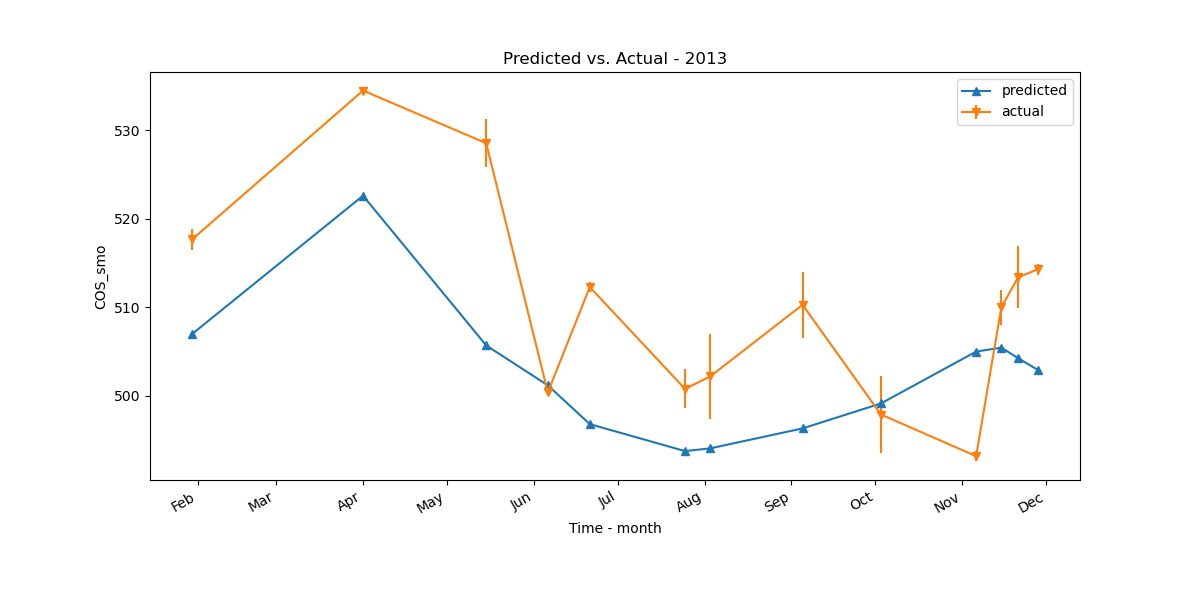 Predicted vs. Actual - 2013
predicted
actual
COS_smo
530
520
510
500
Feb
Mar
Apr
May
Jun
Jul
Aug
Sep
Oct
Nov
Dec
Time - month